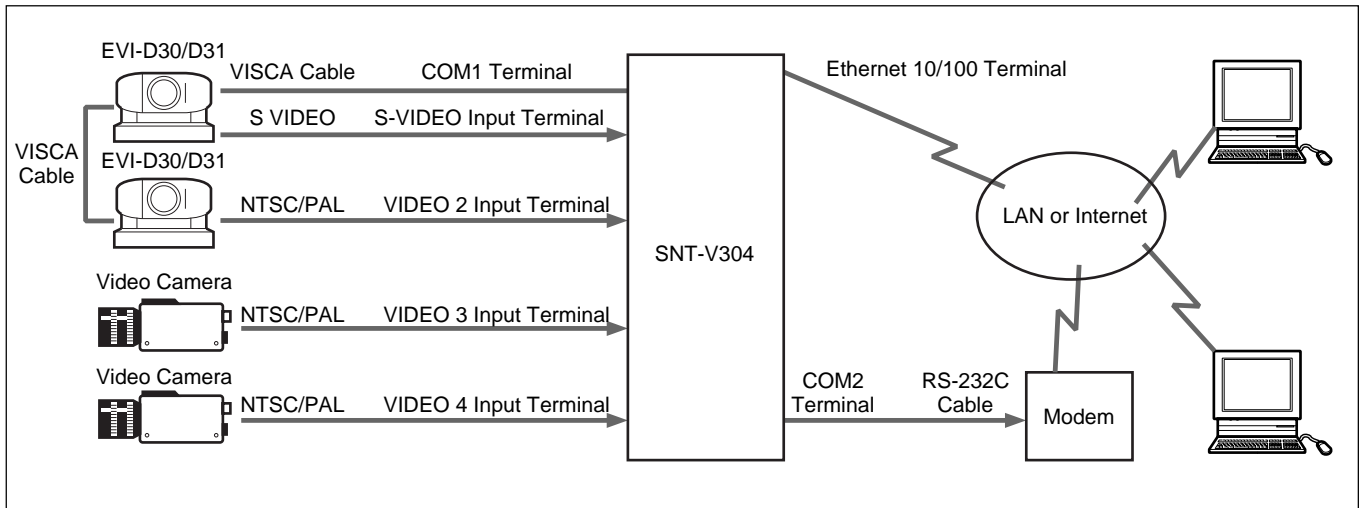 EVI-D30/D31
VISCA Cable
COM1 Terminal
Ethernet 10/100 Terminal
S VIDEO
S-VIDEO Input Terminal
VISCA
Cable
EVI-D30/D31
NTSC/PAL
VIDEO 2 Input Terminal
SNT-V304
LAN or Internet
Video Camera
NTSC/PAL
VIDEO 3 Input Terminal
Video Camera
NTSC/PAL
VIDEO 4 Input Terminal
COM2
Terminal
RS-232C
Cable
Modem